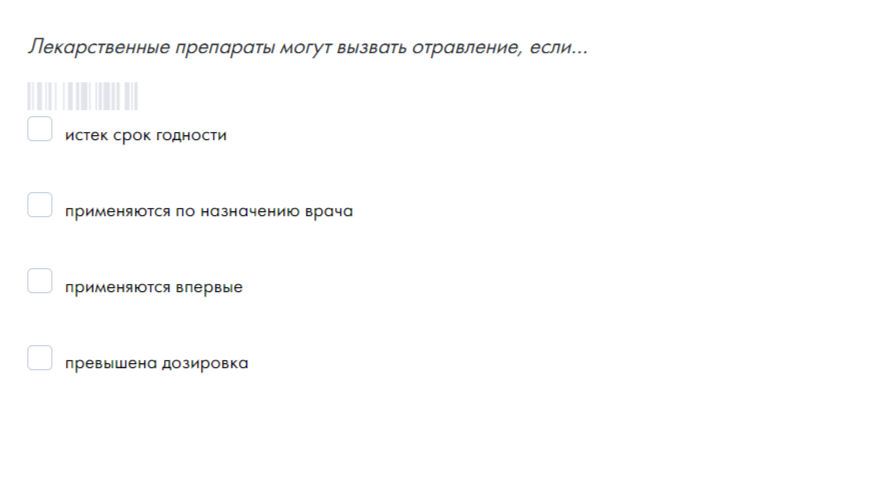 Лекарственные препараты могут вызвать отравление, если...
истек срок годности
применяются по назначению врача
применяются впервые
превышена дозировка